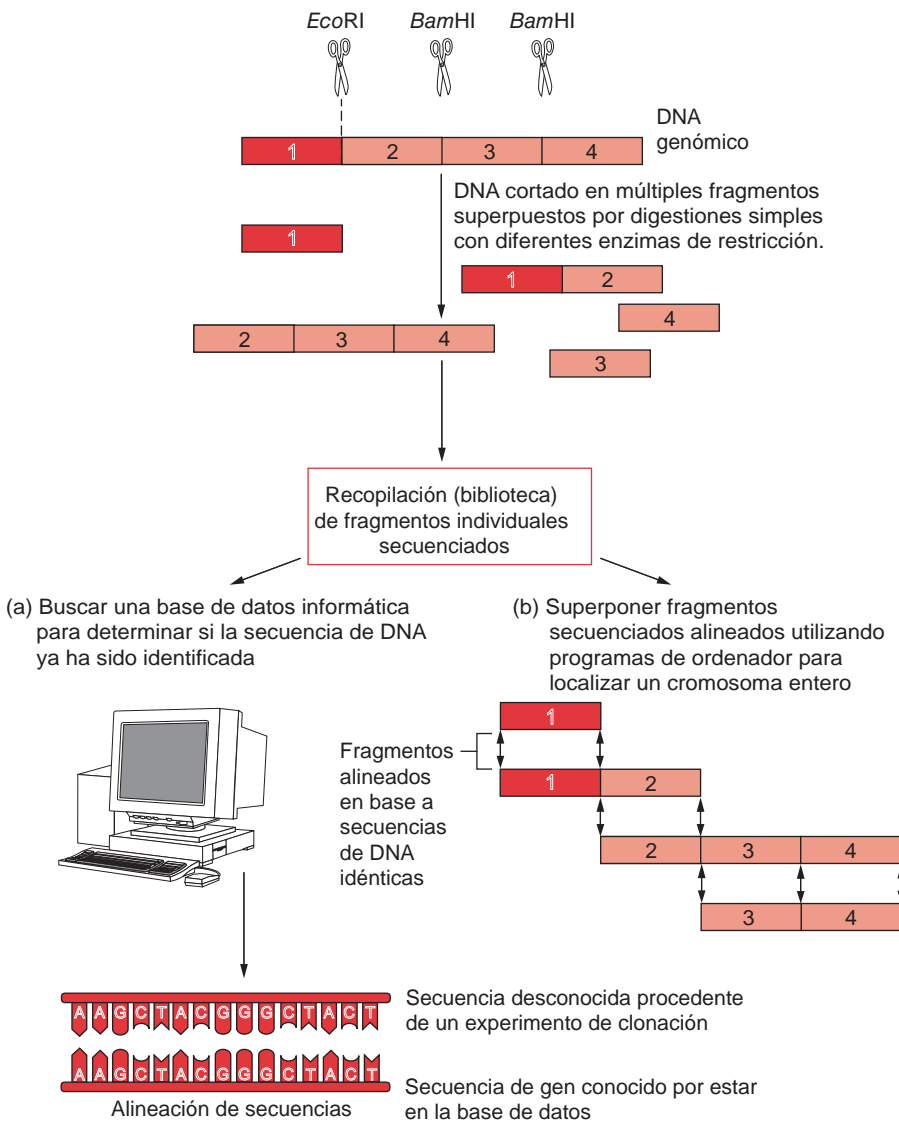 EcoRI BamHI BamHI
DNA
genómico
1 2 3 4
DNA cortado en múltiples fragmentos
superpuestos por digestiones simples
con diferentes enzimas de restricción.
1
1 2
4
2 3 4
3
Recopilación (biblioteca)
de fragmentos individuales
secuenciados
(a) Buscar una base de datos informática
para determinar si la secuencia de DNA
ya ha sido identificada
(b) Superponer fragmentos
secuenciados alineados utilizando
programas de ordenador para
localizar un cromosoma entero
1
Fragmentos
alineados
en base a
secuencias
de DNA
idénticas
1 2
2 3 4
3 4
AAGCTACGGGCTACT
Secuencia desconocida procedente
de un experimento de clonación
AAGCTACGGGCTACT
Secuencia de gen conocido por estar
en la base de datos
Alineación de secuencias